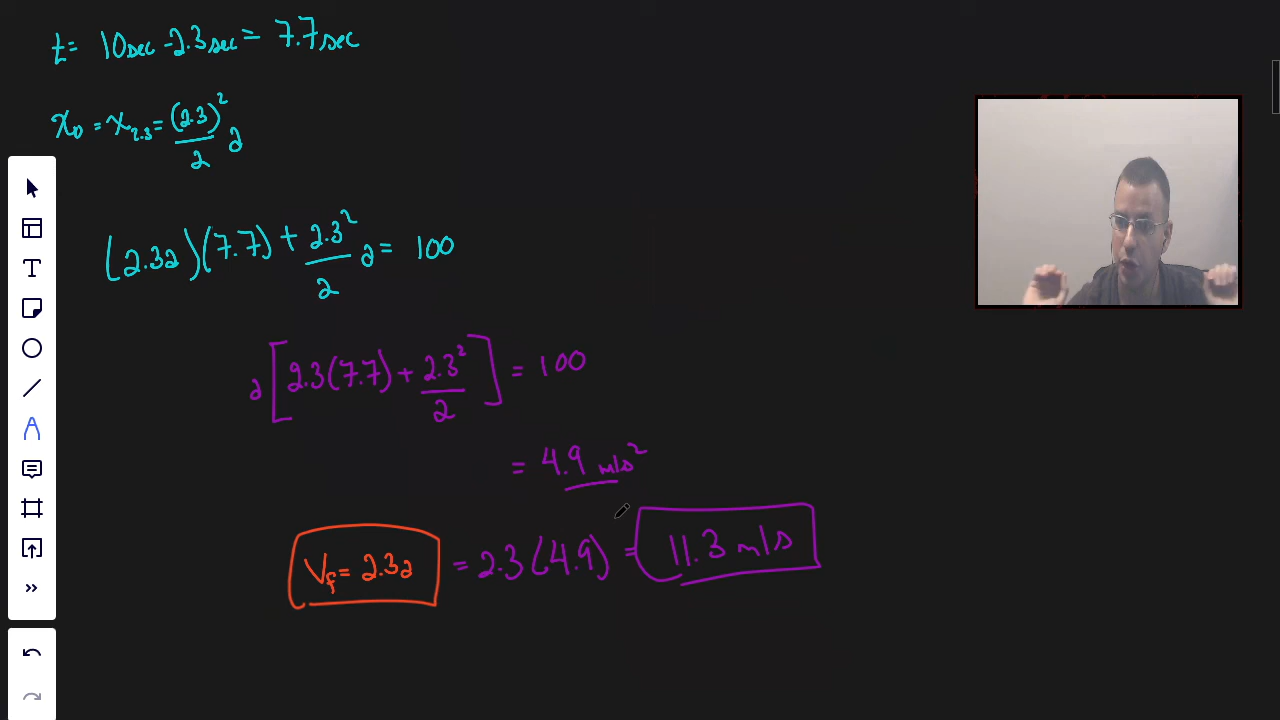 t = 10sec - 2.3sec = 7.7sec
x₀ = x₂.₃ = (2.3)²/2 a
(2.3a)(7.7) + 2.3²/2 a = 100
a[2.3(7.7) + 2.3²/2] = 100
= 4.9 m/s²
V_f = 2.3a = 2.3(4.9) = 11.3 m/s